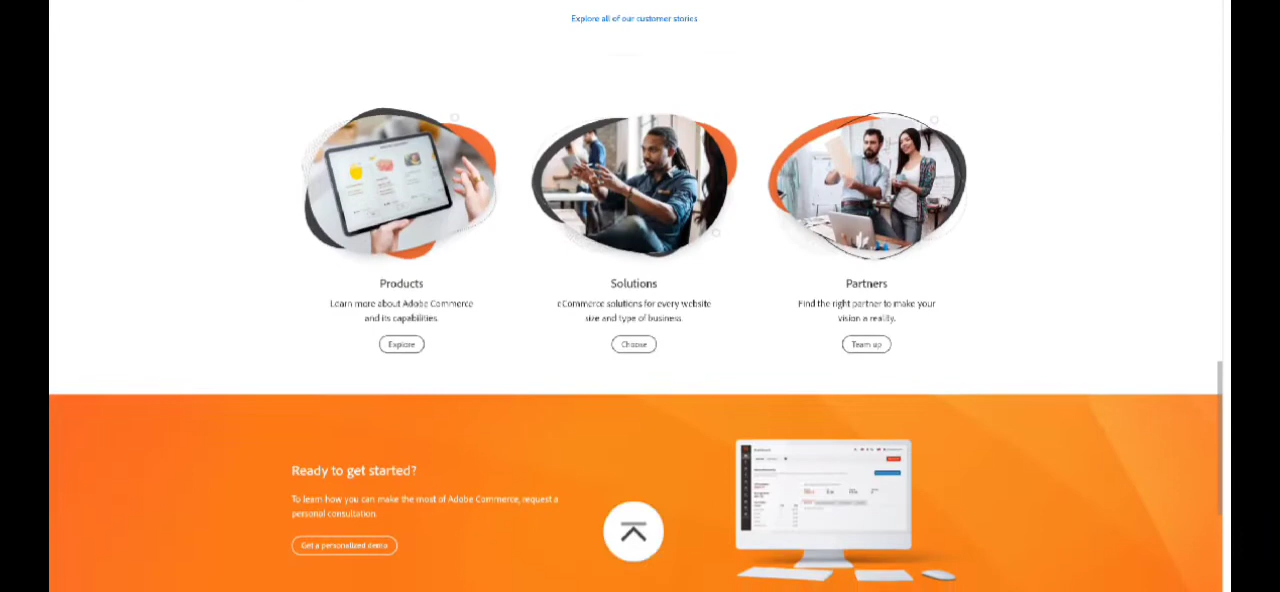 Explore all of our customer stories
Products
Learn more about Adobe Commerce
and its capabilities.
Explore
Solutions
eCommerce solutions for every website
size and type of business.
Choose
Partners
Find the right partner to make your
vision a reality.
Team up
Ready to get started?
To learn how you can make the most of Adobe Commerce, request a
personal consultation.
Get a personalized demo